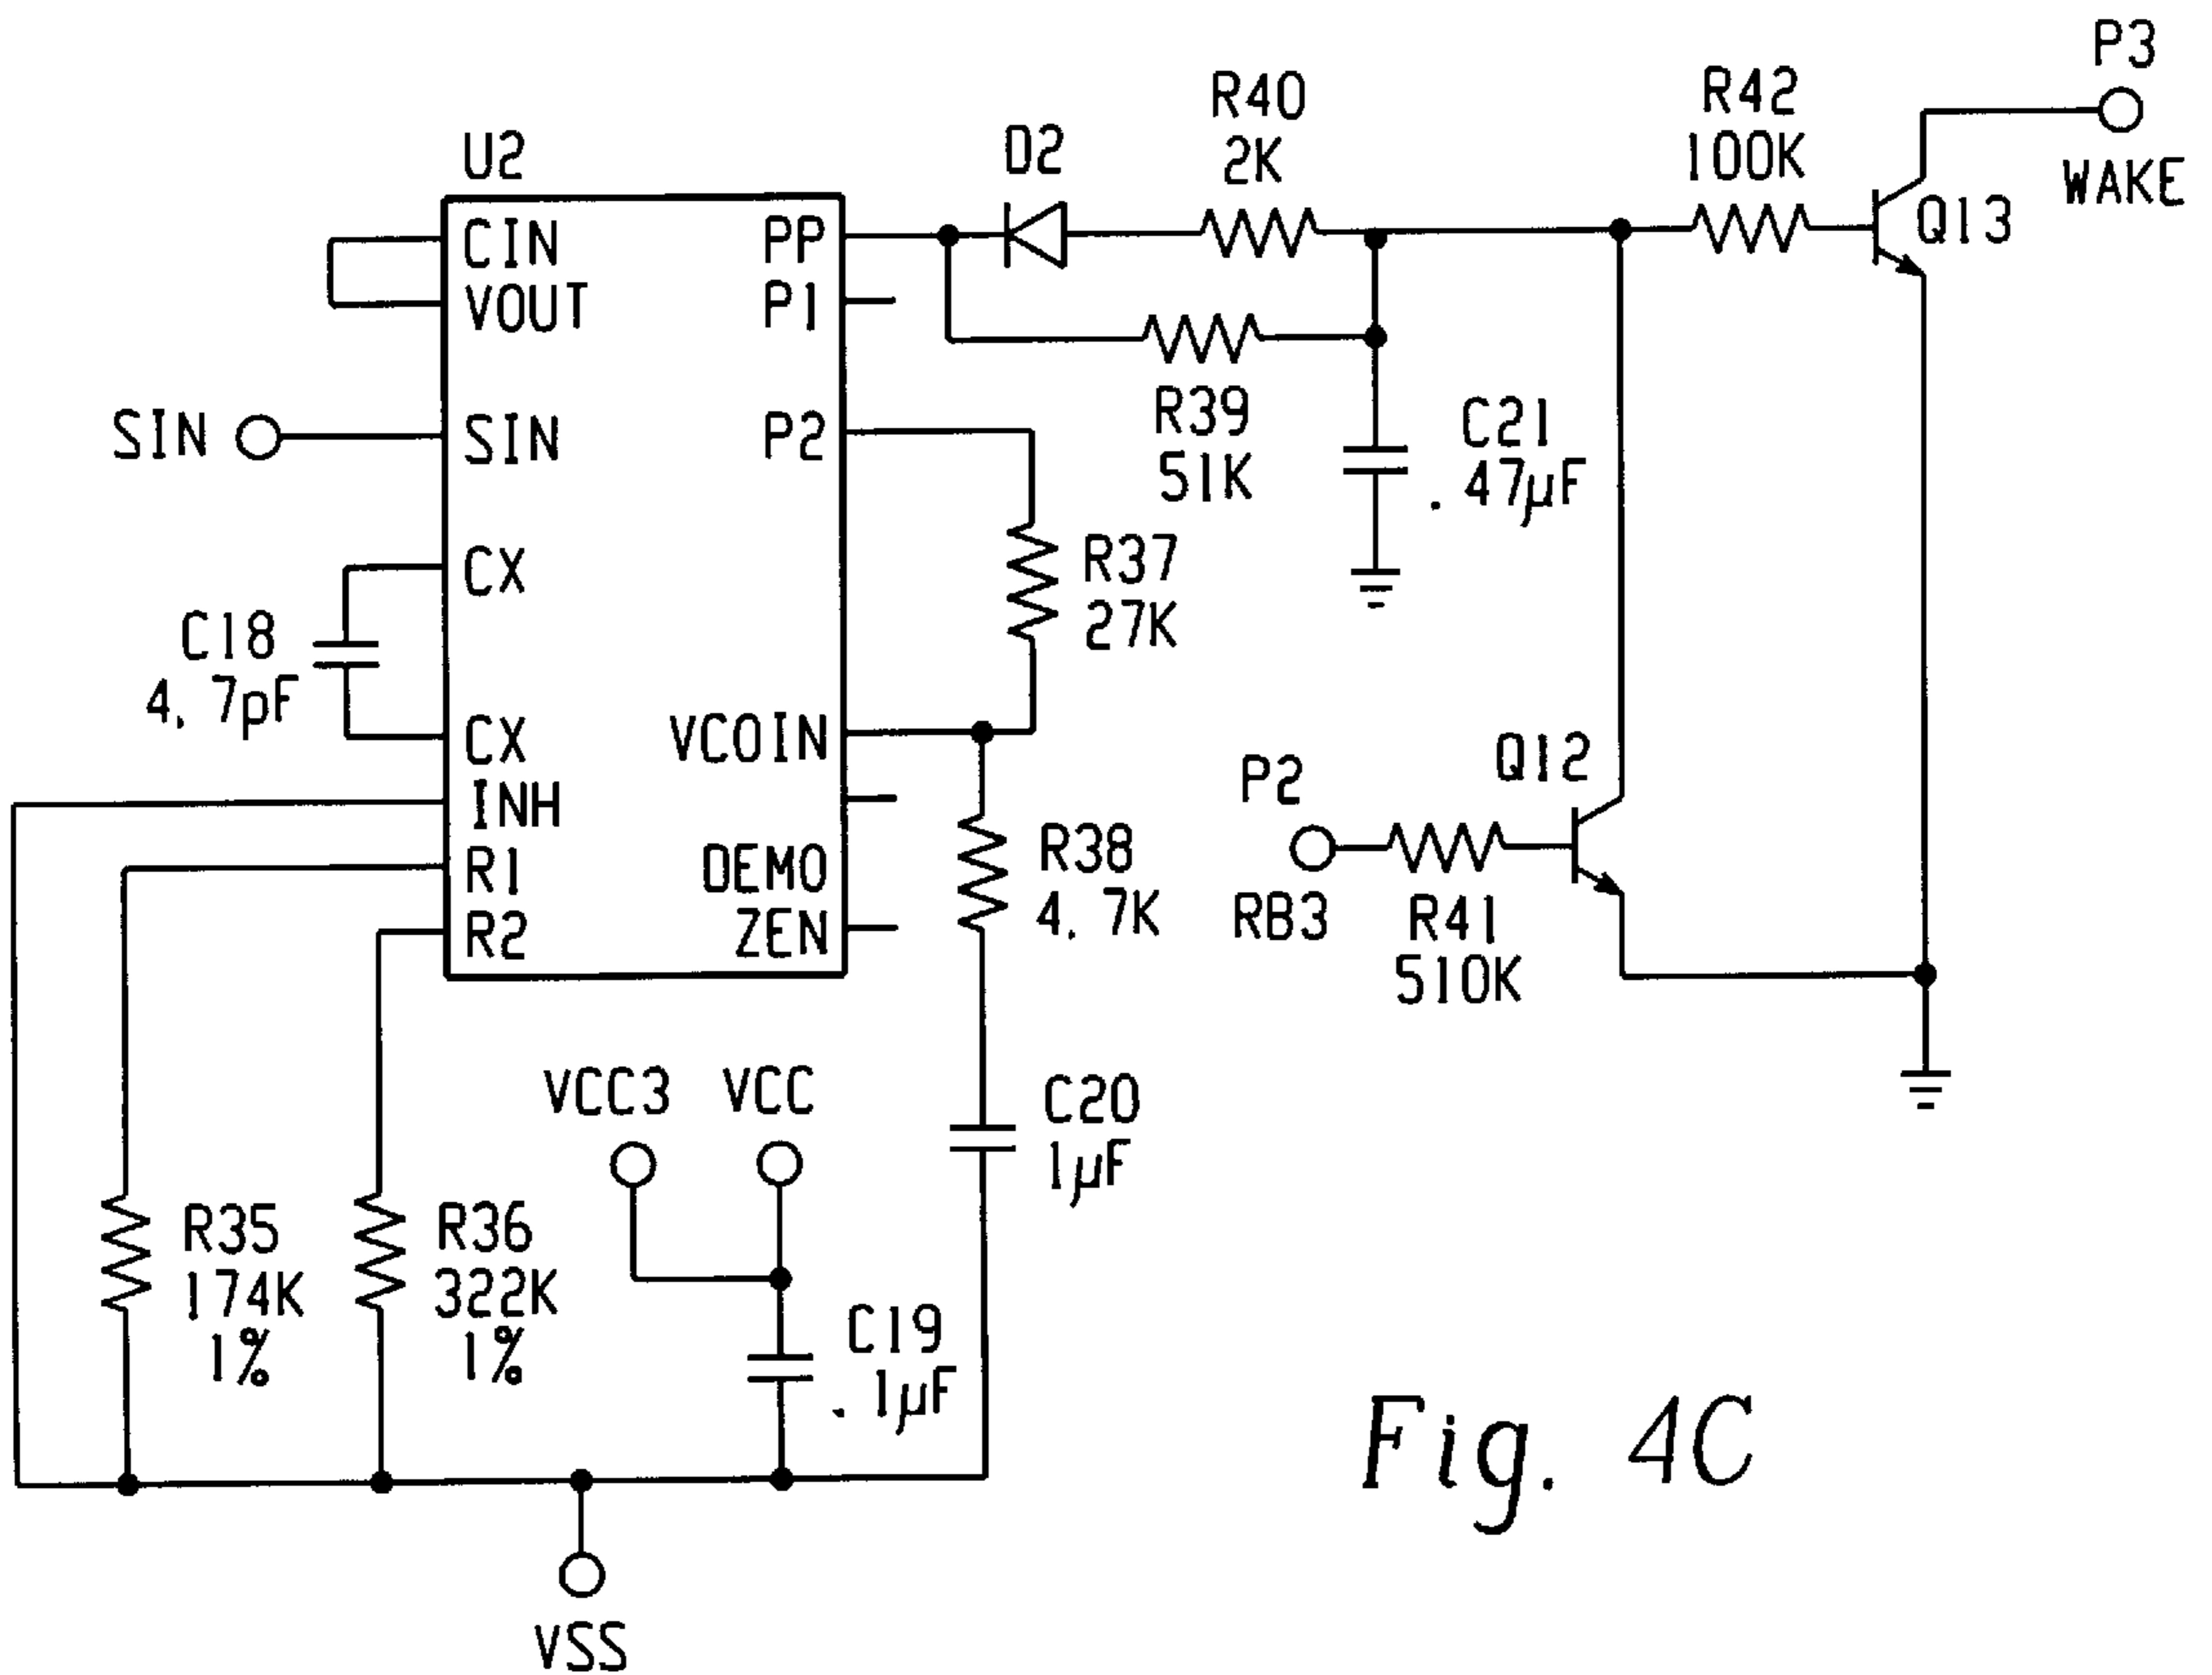 P3
WAKE
R42
100K
Q13
R40
2K
D2
U2
CIN
VOUT
SIN
SIN
CX
CX
INH
R1
R2
PP
P1
P2
VCOIN
DEMO
ZEN
C18
4.7pF
R39
51K
C21
.47µF
R37
27K
R38
4.7K
Q12
P2
RB3
R41
510K
C20
1µF
VCC3
VCC
C19
.1µF
R35
174K
1%
R36
322K
1%
VSS
Fig. 4C